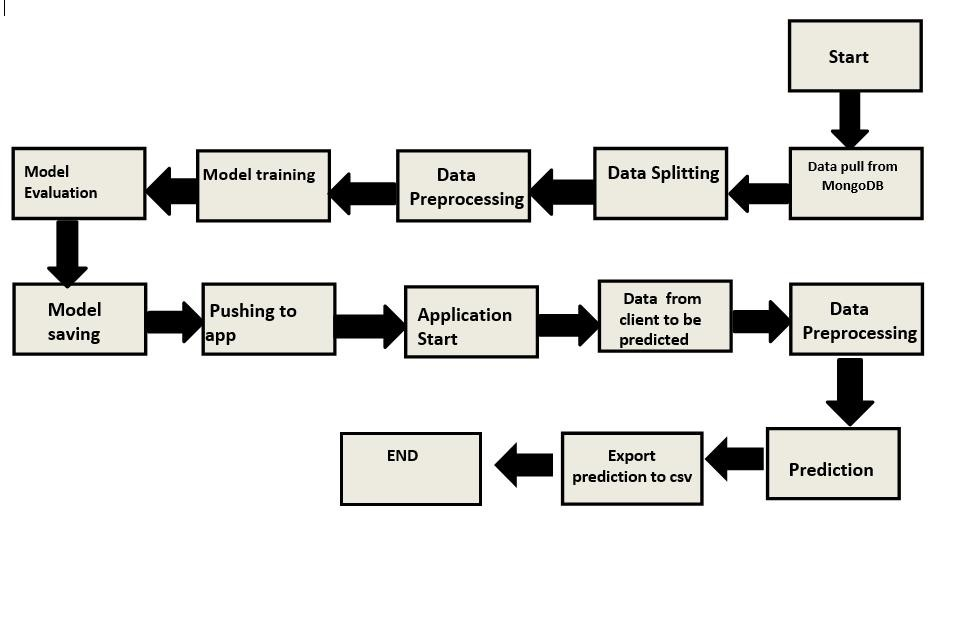 Start
Data pull from
MongoDB
Data Splitting
Data
Preprocessing
Model training
Model
Evaluation
Model
saving
Pushing to
app
Application
Start
Data from
client to be
predicted
Data
Preprocessing
Prediction
Export
prediction to csv
END